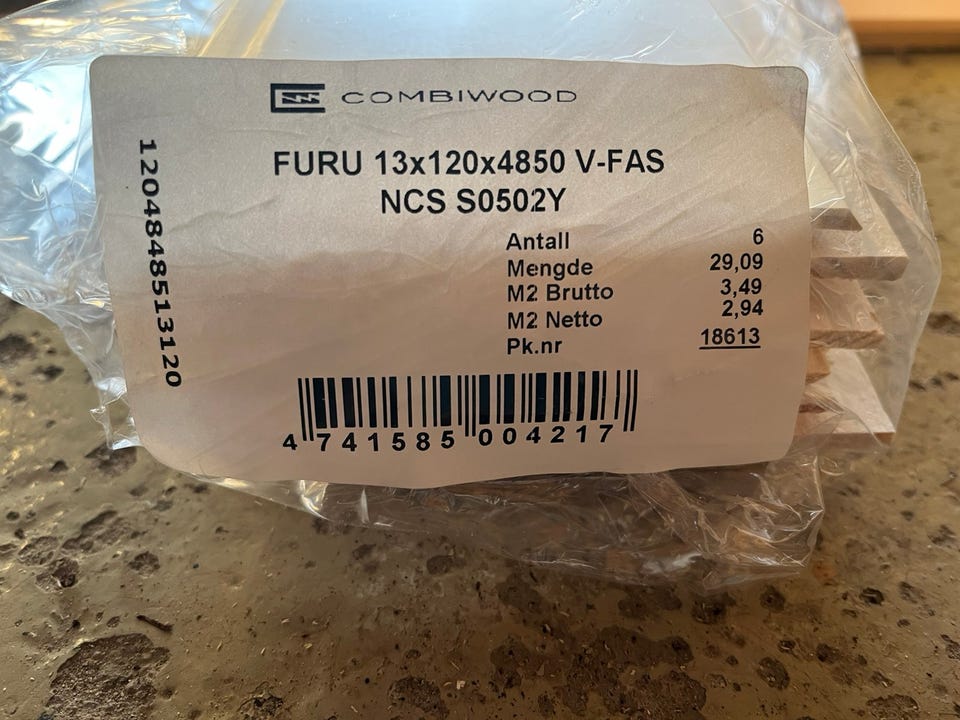 COMBIWOOD
FURU 13x120x4850 V-FAS
NCS S0502Y
Antall 6
Mengde 29,09
M2 Brutto 3,49
M2 Netto 2,94
Pk.nr 18613
1204848513120
4 741585 004217